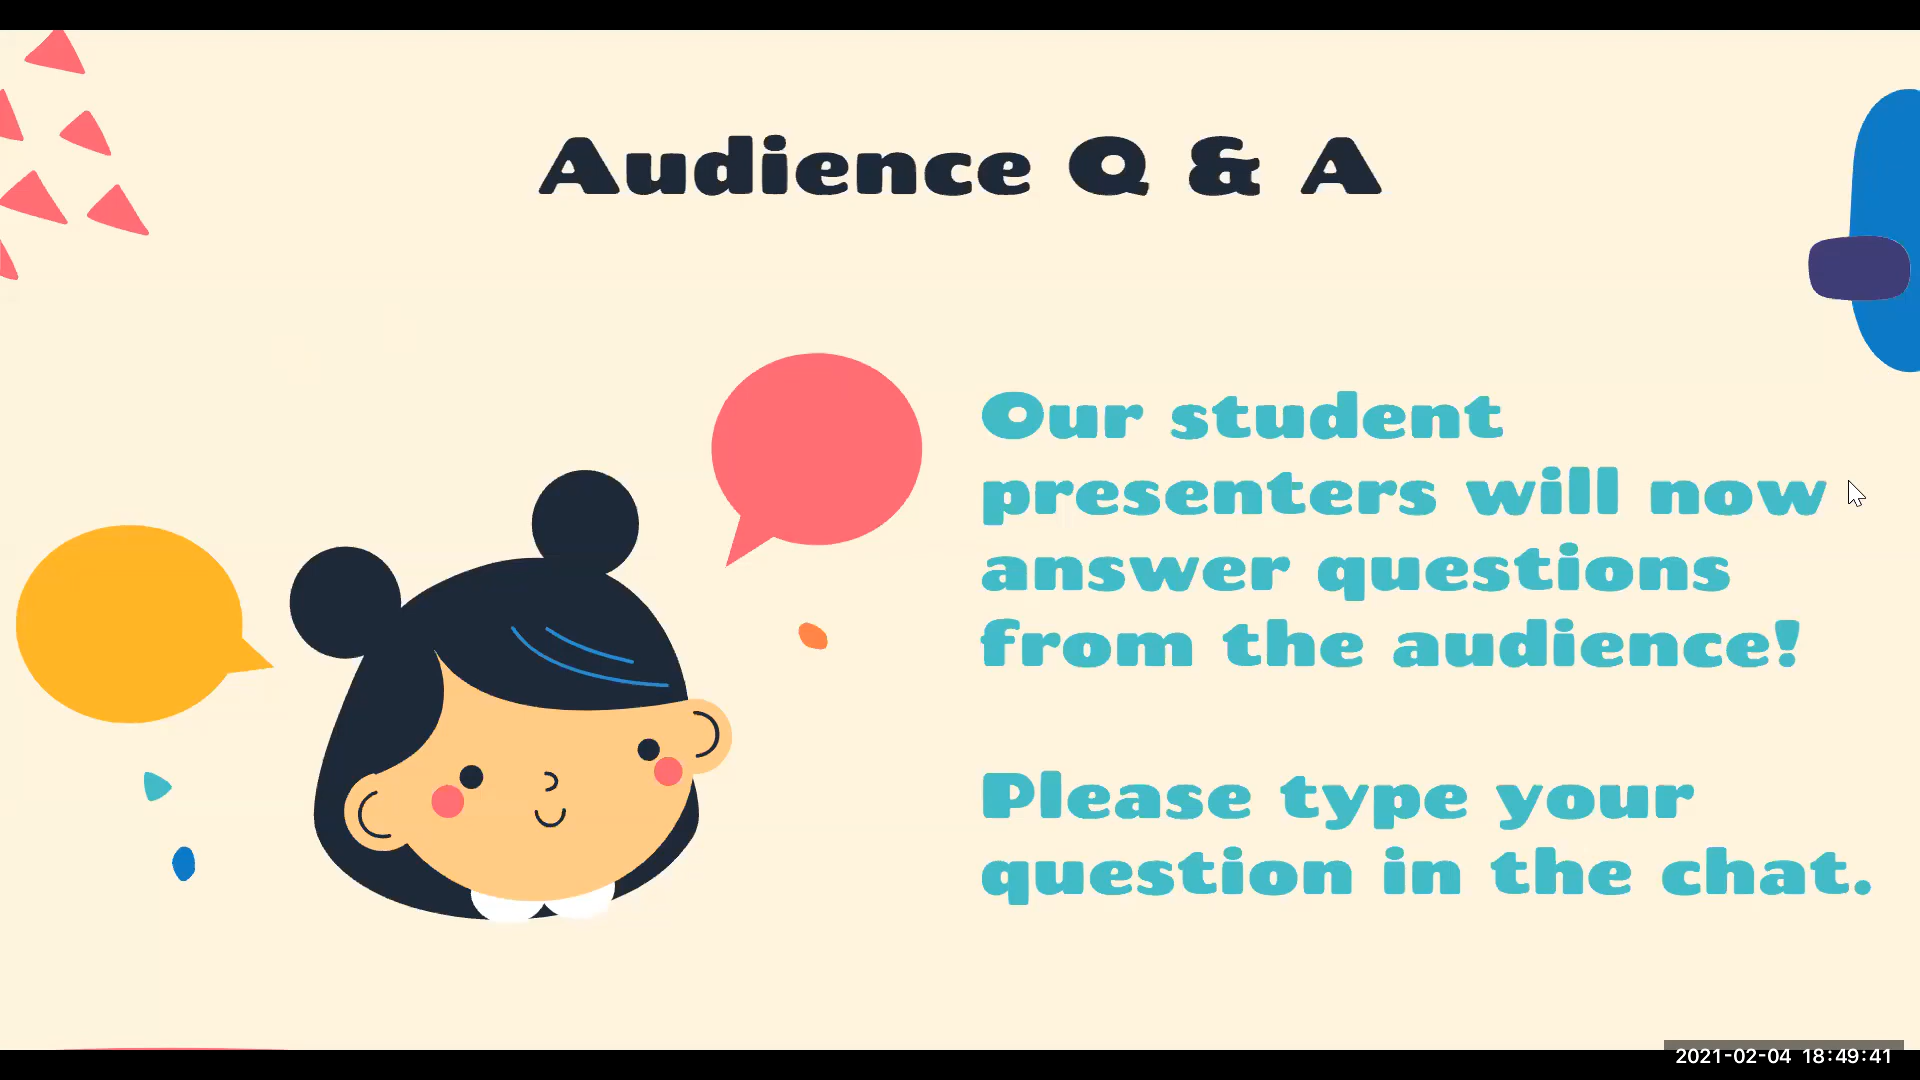 Audience Q & A
Our student
presenters will now
answer questions
from the audience!
Please type your
question in the chat.
2021-02-04 18:49:41